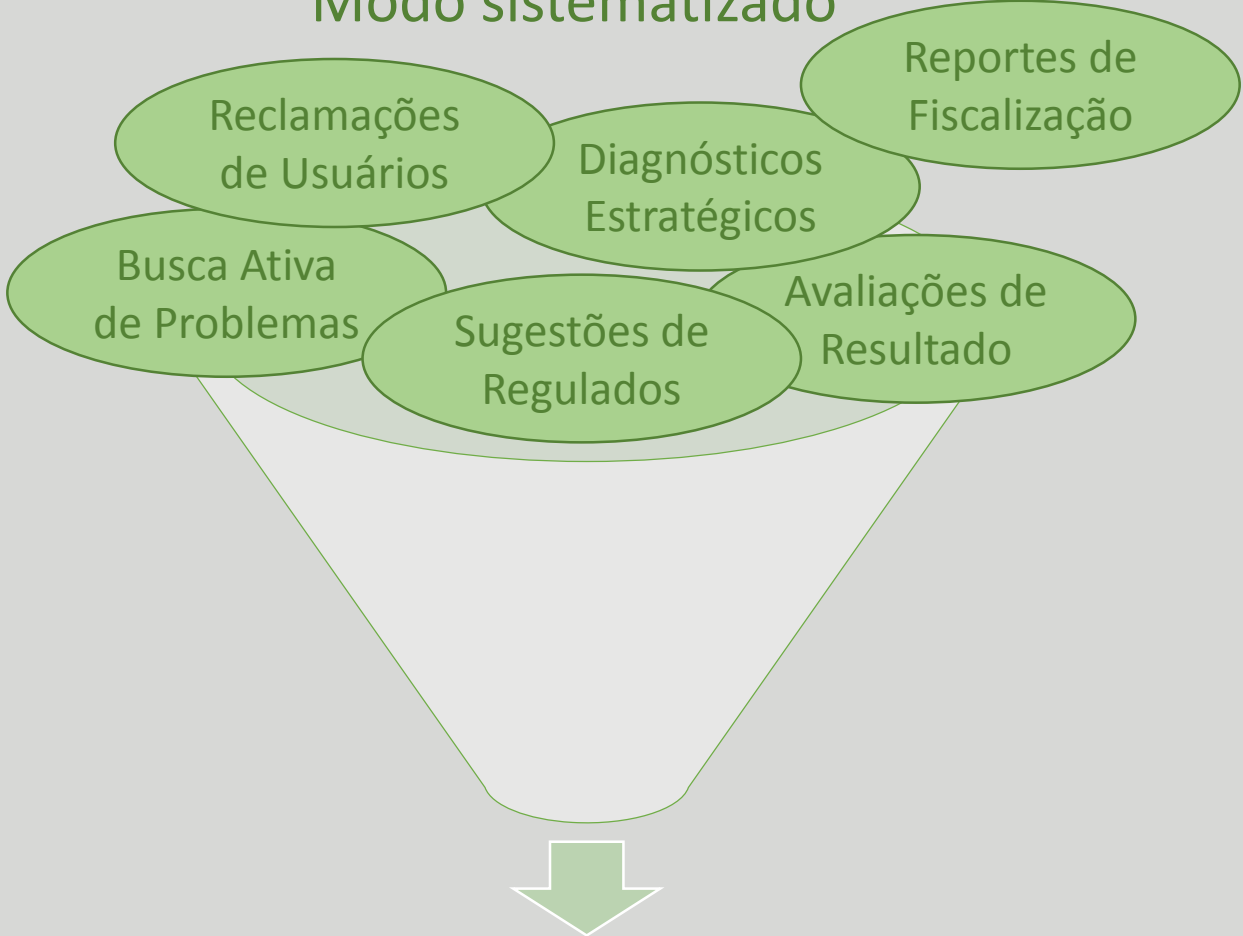 Modo sistematizado
Reportes de
Fiscalização
Reclamações
de Usuários
Diagnósticos
Estratégicos
Busca Ativa
de Problemas
Sugestões de
Regulados
Avaliações de
Resultado